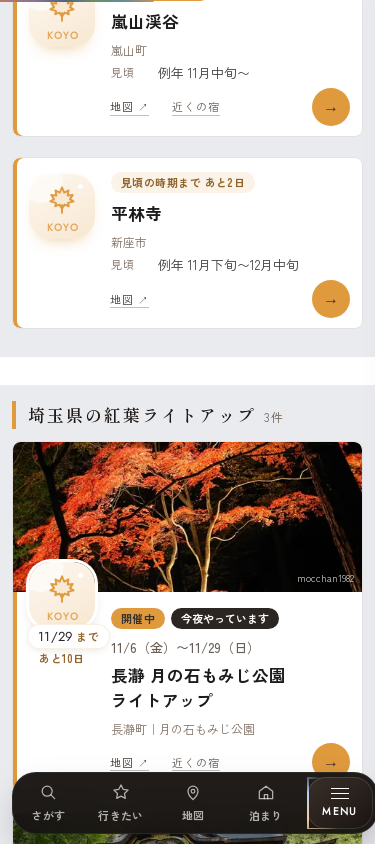 KOYO
嵐山渓谷
嵐山町
見頃 例年 11月中旬〜
地図 ↗ 近くの宿
→
見頃の時期まで あと2日
KOYO
平林寺
新座市
見頃 例年 11月下旬〜12月中旬
地図 ↗
→
埼玉県の紅葉ライトアップ 3件
mocchan1982
KOYO
11/29 まで
あと10日
開催中 今夜やっています
11/6（金）〜11/29（日）
長瀞 月の石もみじ公園
ライトアップ
長瀞町｜月の石もみじ公園
地図 ↗ 近くの宿
→
さがす 行きたい 地図 泊まり MENU